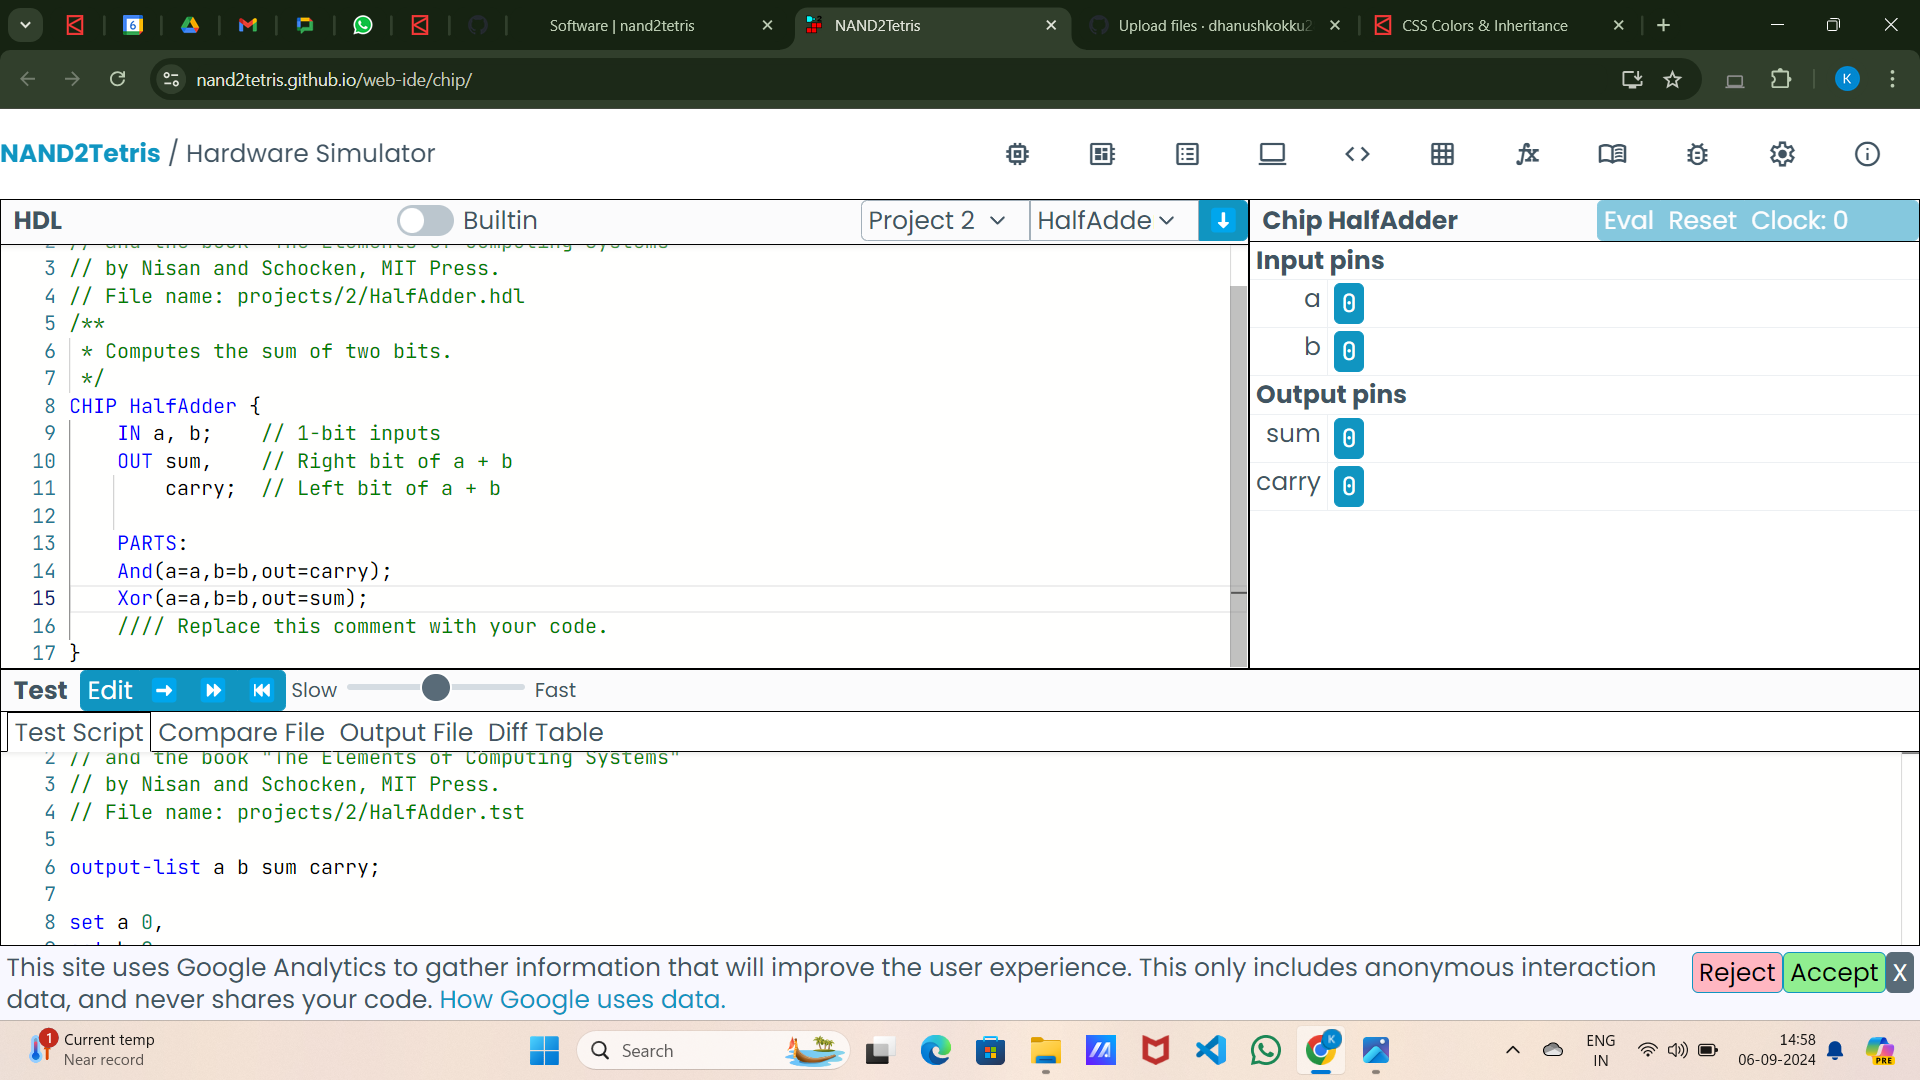 Software | nand2tetris
NAND2Tetris
Upload files · dhanushkokku2
CSS Colors & Inheritance
nand2tetris.github.io/web-ide/chip/
K
NAND2Tetris / Hardware Simulator
HDL
Builtin
Project 2
HalfAdde
Chip HalfAdder
Eval Reset Clock: 0
2 // and the book "The Elements of Computing Systems"
3 // by Nisan and Schocken, MIT Press.
4 // File name: projects/2/HalfAdder.hdl
5 /**
6 * Computes the sum of two bits.
7 */
8 CHIP HalfAdder {
9 IN a, b; // 1-bit inputs
10 OUT sum, // Right bit of a + b
11 carry; // Left bit of a + b
12
13 PARTS:
14 And(a=a,b=b,out=carry);
15 Xor(a=a,b=b,out=sum);
16 //// Replace this comment with your code.
17 }
Input pins
a 0
b 0
Output pins
sum 0
carry 0
Test Edit Slow Fast
Test Script Compare File Output File Diff Table
2 // and the book "The Elements of Computing Systems"
3 // by Nisan and Schocken, MIT Press.
4 // File name: projects/2/HalfAdder.tst
5
6 output-list a b sum carry;
7
8 set a 0,
This site uses Google Analytics to gather information that will improve the user experience. This only includes anonymous interaction
data, and never shares your code. How Google uses data.
Reject Accept X
1
Current temp
Near record
Search
K
ENG
IN
14:58
06-09-2024
PRE